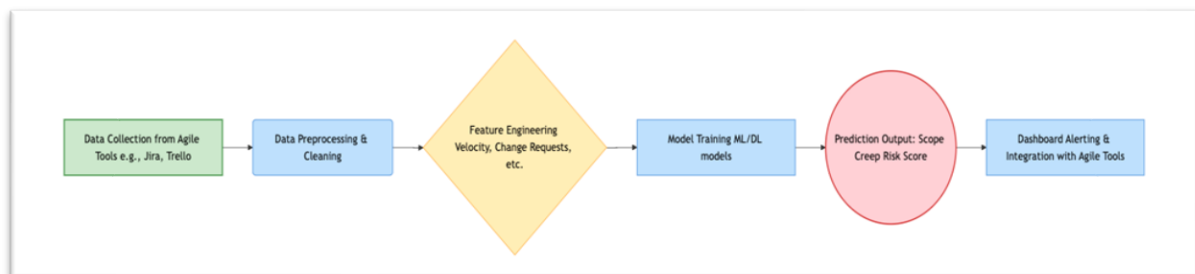 Data Collection from Agile
Tools e.g., Jira, Trello
Data Preprocessing &
Cleaning
Feature Engineering
Velocity, Change Requests,
etc.
Model Training ML/DL
models
Prediction Output: Scope
Creep Risk Score
Dashboard Alerting &
Integration with Agile Tools